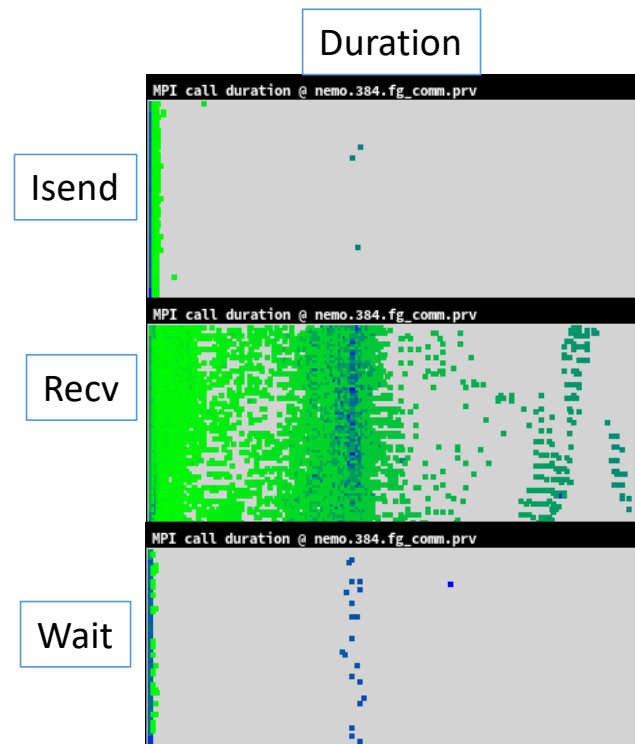 Duration
MPI call duration @ nemo.384.fg_comm.prv
Isend
MPI call duration @ nemo.384.fg_comm.prv
Recv
MPI call duration @ nemo.384.fg_comm.prv
Wait